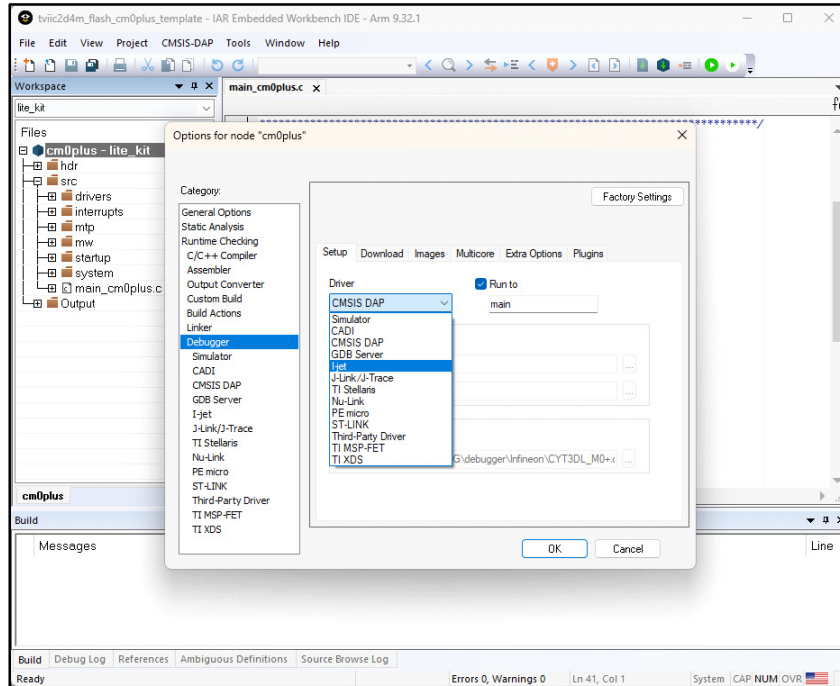 tviic2d4m_flash_cm0plus_template - IAR Embedded Workbench IDE - Arm 9.32.1
File Edit View Project CMSIS-DAP Tools Window Help
Workspace
main_cm0plus.c
lite_kit
Files
cm0plus - lite_kit
hdr
src
drivers
interrupts
mtp
mw
startup
system
main_cm0plus.c
Output
cm0plus
Options for node "cm0plus"
Category:
General Options
Static Analysis
Runtime Checking
C/C++ Compiler
Assembler
Output Converter
Custom Build
Build Actions
Linker
Debugger
Simulator
CADI
CMSIS DAP
GDB Server
I-jet
J-Link/J-Trace
TI Stellaris
Nu-Link
PE micro
ST-LINK
Third-Party Driver
TI MSP-FET
TI XDS
Factory Settings
Setup Download Images Multicore Extra Options Plugins
Driver
Run to
CMSIS DAP
main
Simulator
CADI
CMSIS DAP
GDB Server
I-jet
J-Link/J-Trace
TI Stellaris
Nu-Link
PE micro
ST-LINK
Third-Party Driver
TI MSP-FET
TI XDS
G\debugger\Infineon\CYT3DL_M0+.c
OK Cancel
Build
Messages
Line
Build Debug Log References Ambiguous Definitions Source Browse Log
Ready Errors 0, Warnings 0 Ln 41, Col 1 System CAP NUM OVR